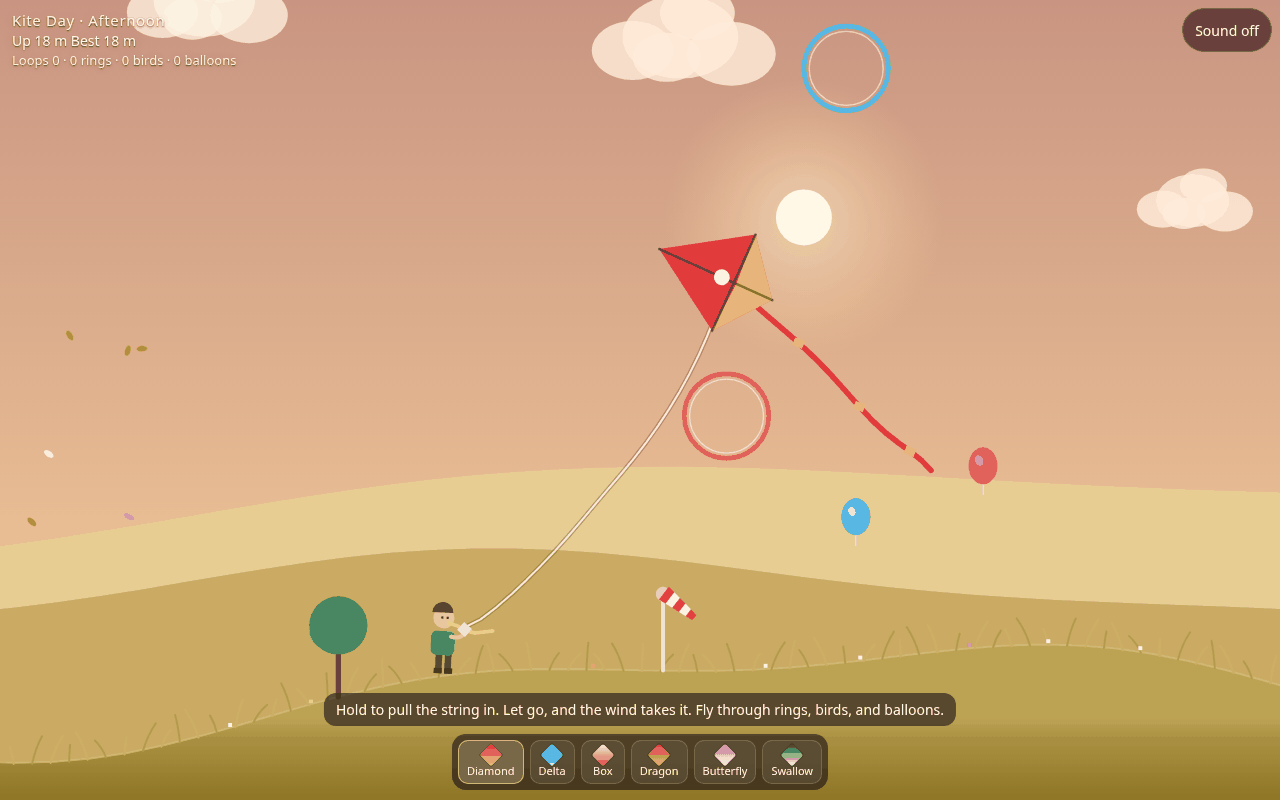 Kite Day · Afternoon
Up 18 m Best 18 m
Loops 0 · 0 rings · 0 birds · 0 balloons
Sound off
Hold to pull the string in. Let go, and the wind takes it. Fly through rings, birds, and balloons.
Diamond
Delta
Box
Dragon
Butterfly
Swallow